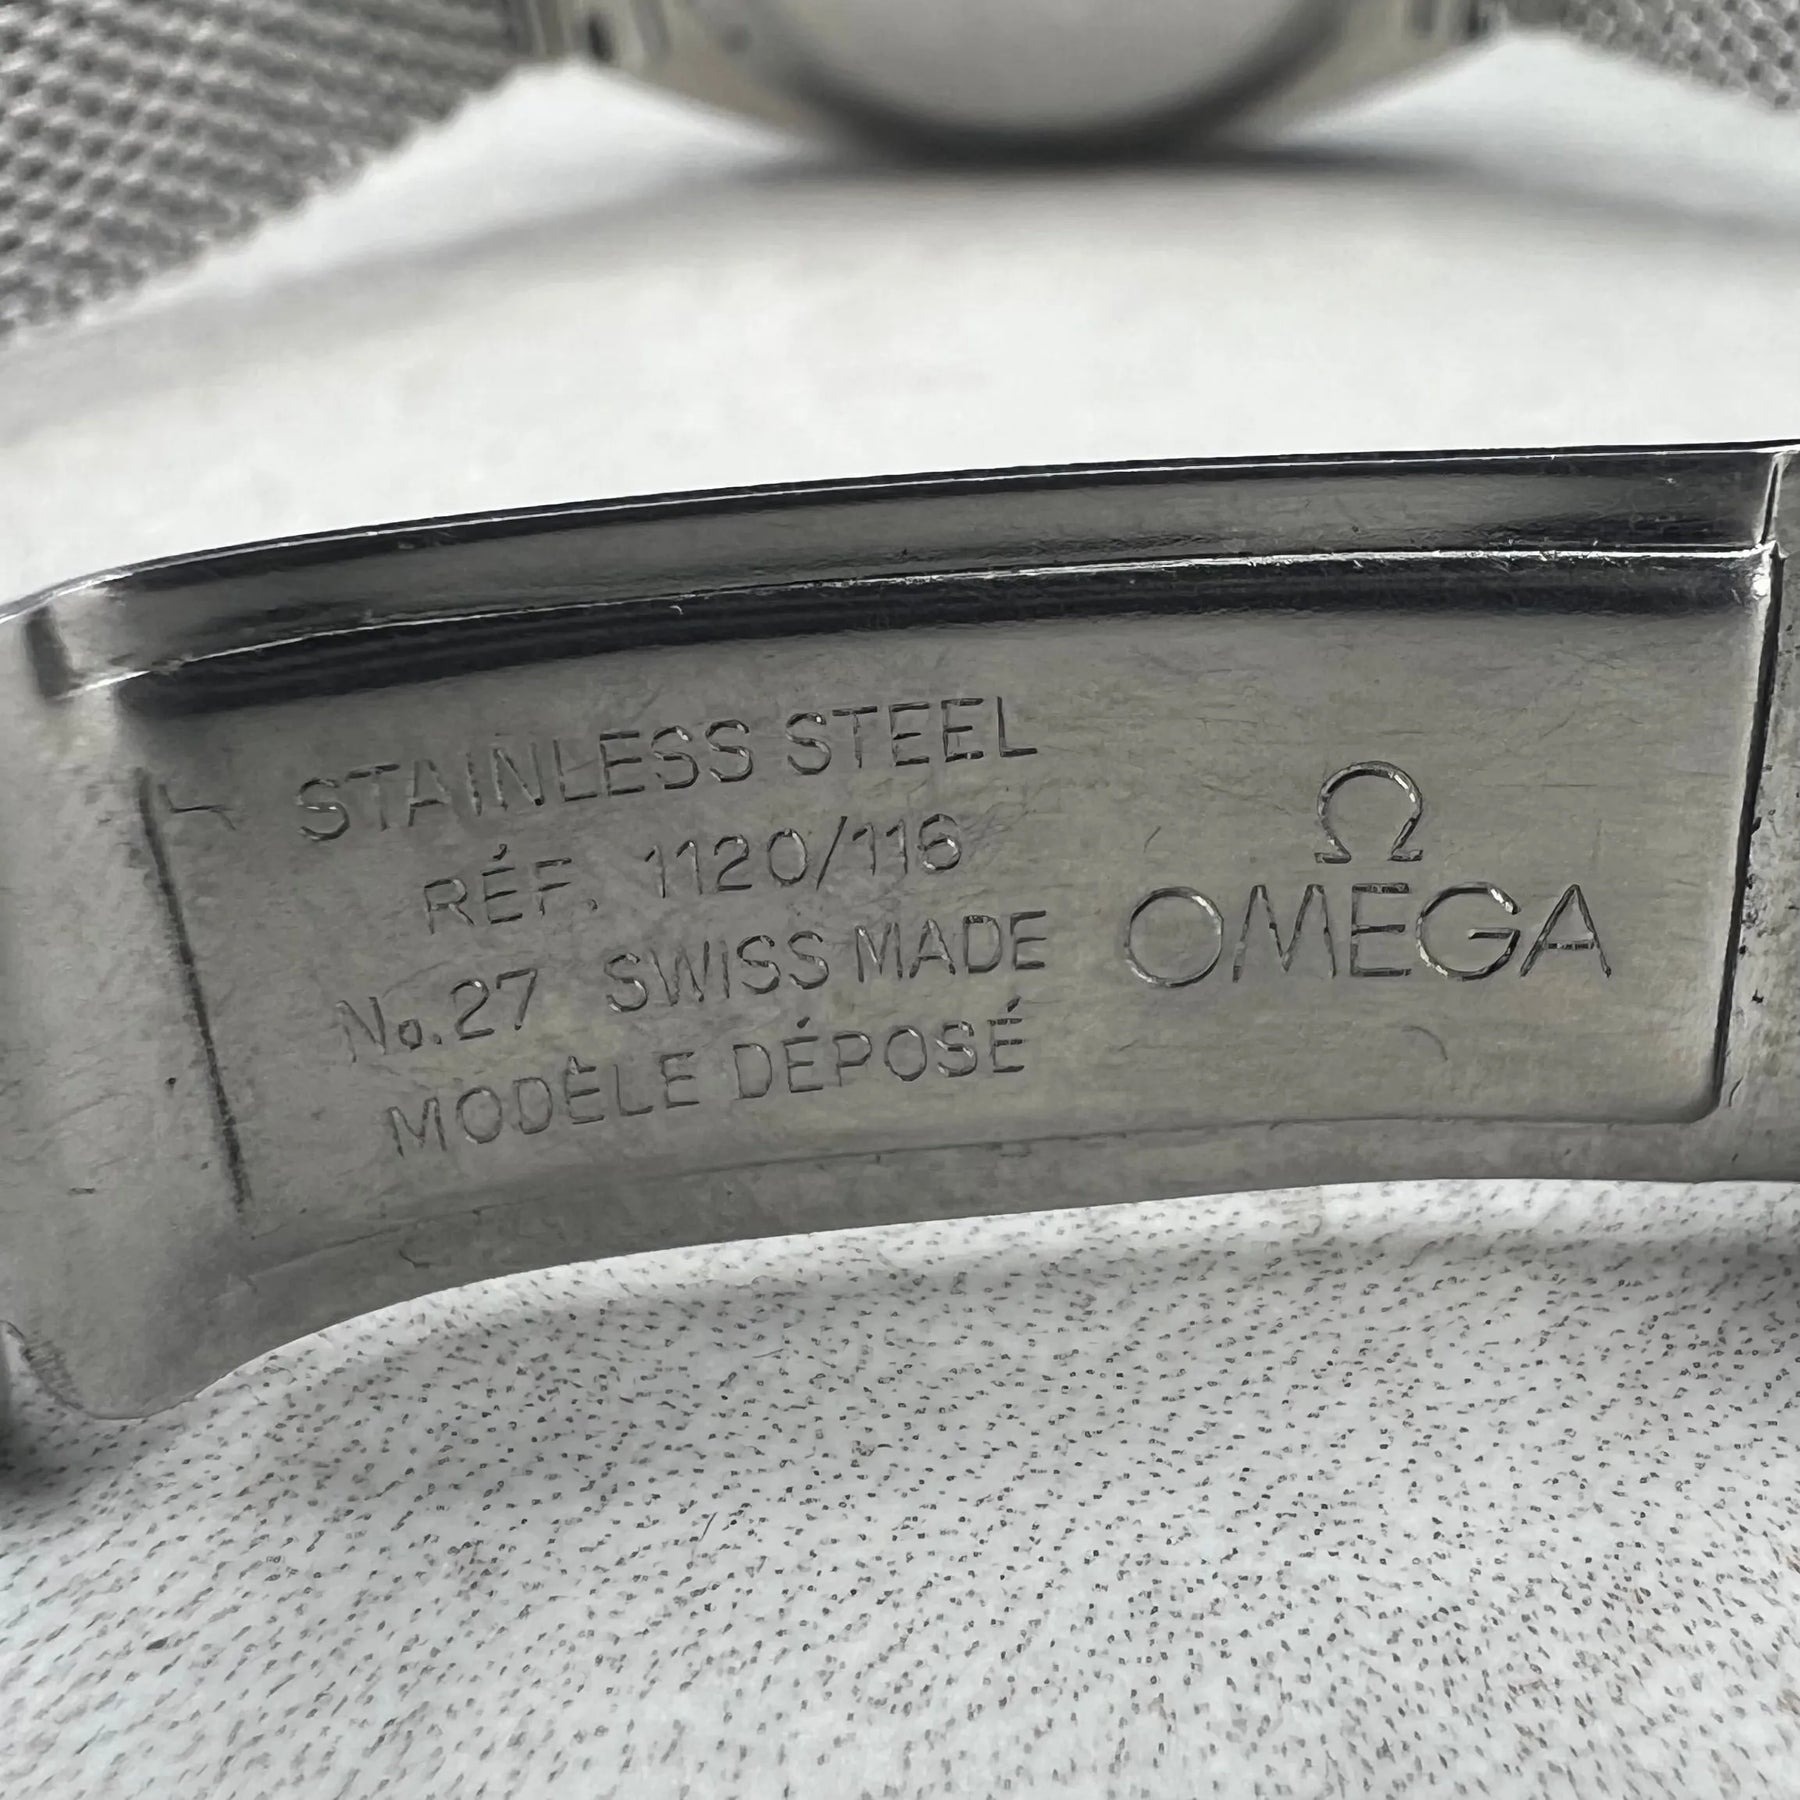 STAINLESS STEEL
RÉF. 1120/116
No.27 SWISS MADE
MODÈLE DÉPOSÉ
Ω
OMEGA